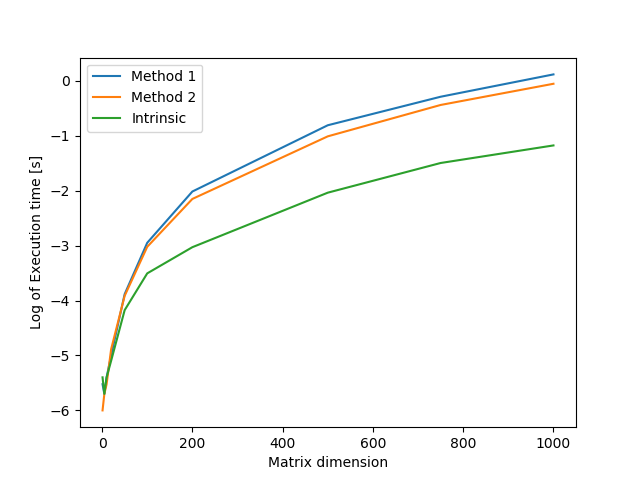 Method 1
Method 2
Intrinsic
Log of Execution time [s]
0
−1
−2
−3
−4
−5
−6
0 200 400 600 800 1000
Matrix dimension